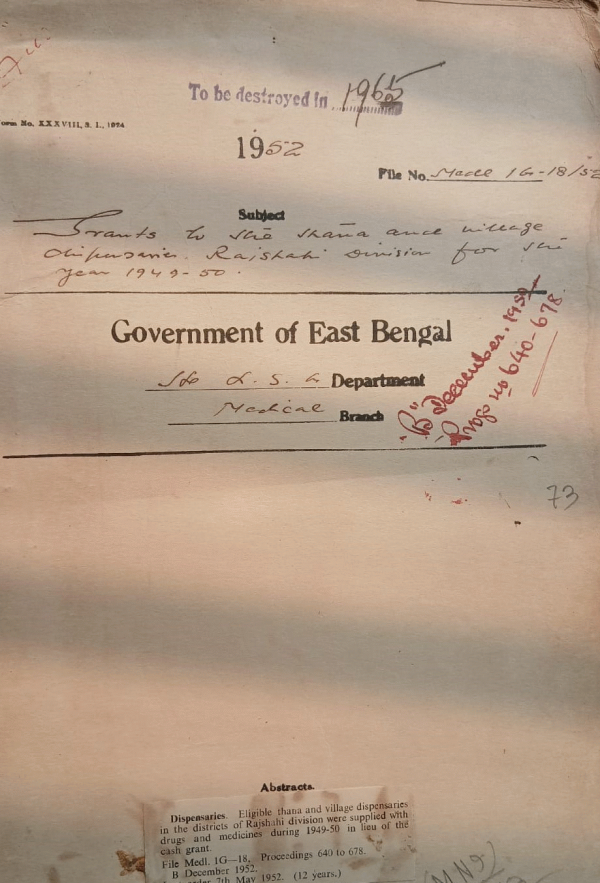 To be destroyed in 1965
Form No. XXXVIII, S. I., 1924
1952
File No. Medl 1G-18/52
Subject
Grants to the thana and village
dispensaries Rajshahi Division for the
year 1949-50.
Government of East Bengal
H & L. S. G Department
Medical Branch
"B" December. 1952
Progs no 640-678
73
Abstracts.
Dispensaries. Eligible thana and village dispensaries
in the districts of Rajshahi division were supplied with
drugs and medicines during 1949-50 in lieu of the
cash grant.
File Medl. 1G—18, Proceedings 640 to 678.
B December 1952.
7th May 1952. (12 years.)